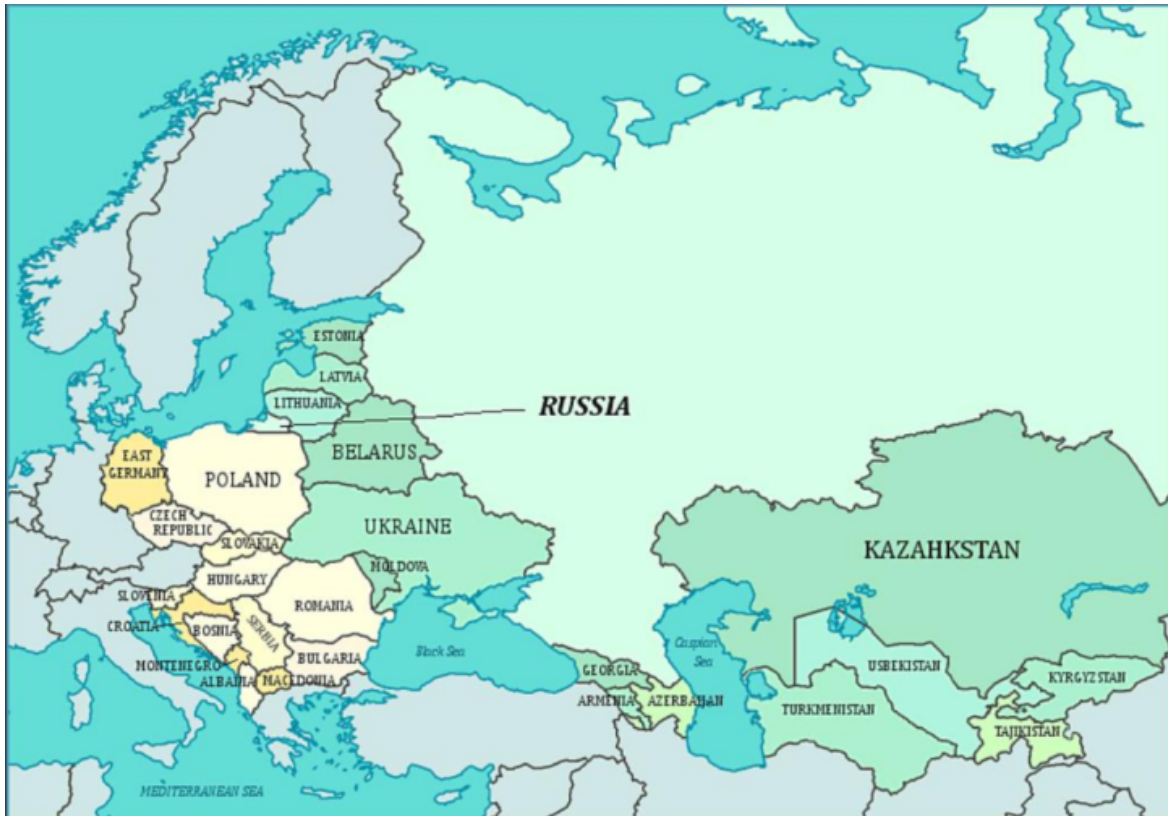 ESTONIA
LATVIA
LITHUANIA
RUSSIA
BELARUS
EAST
GERMANY
POLAND
CZECH
REPUBLIC
UKRAINE
SLOVAKIA
KAZAHKSTAN
MOLDOVA
HUNGARY
SLOVENIA
ROMANIA
CROATIA
BOSNIA
SERBIA
Black Sea
Caspian
Sea
BULGARIA
MONTENEGRO
ALBANIA
MACEDONIA
GEORGIA
ARMENIA
AZERBAIJAN
USBEKISTAN
KYRGYZSTAN
TURKMENISTAN
TAJIKISTAN
MEDITERRANEAN SEA